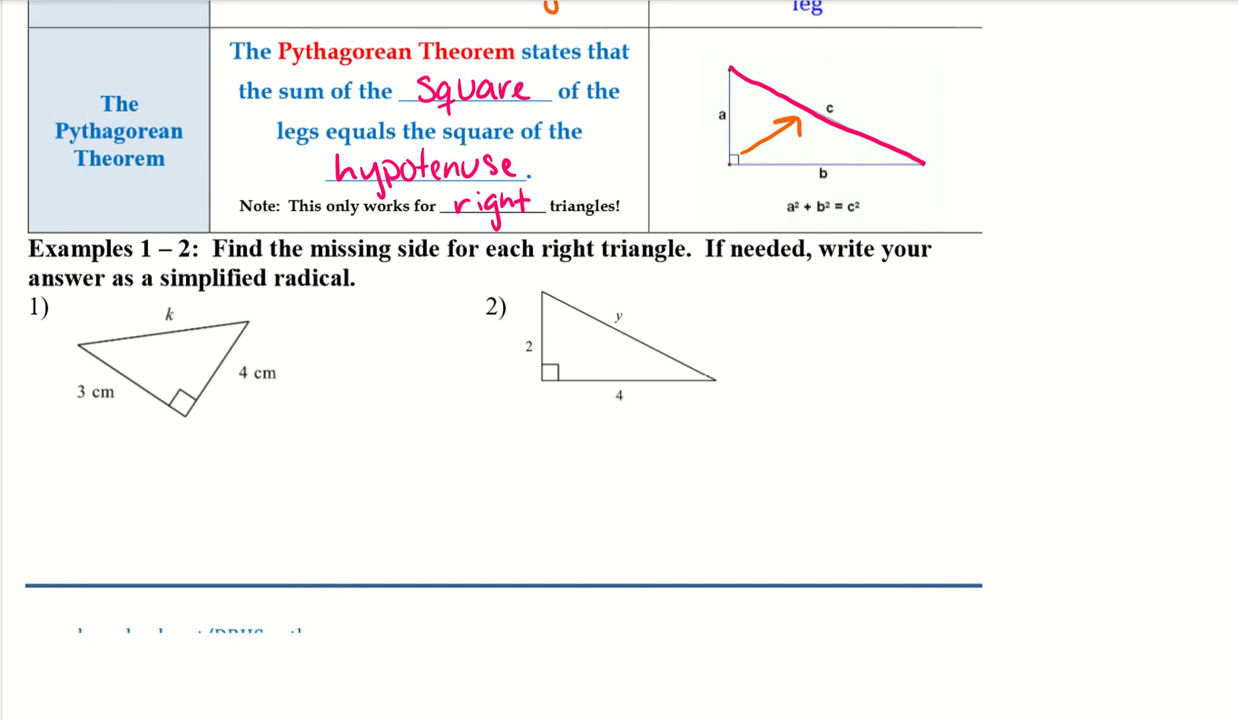 leg
The Pythagorean Theorem
The Pythagorean Theorem states that
the sum of the square of the
legs equals the square of the
hypotenuse.
Note: This only works for right triangles!
a
c
b
a² + b² = c²
Examples 1 – 2: Find the missing side for each right triangle. If needed, write your
answer as a simplified radical.
1)
k
4 cm
3 cm
2)
y
2
4